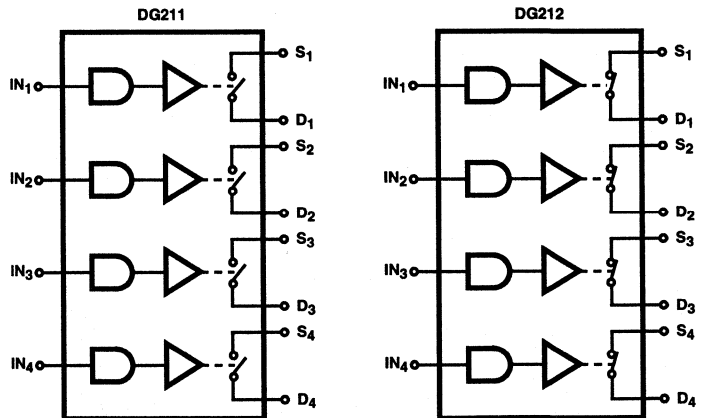 DG211
IN1
S1
D1
IN2
S2
D2
IN3
S3
D3
IN4
S4
D4
DG212
IN1
S1
D1
IN2
S2
D2
IN3
S3
D3
IN4
S4
D4